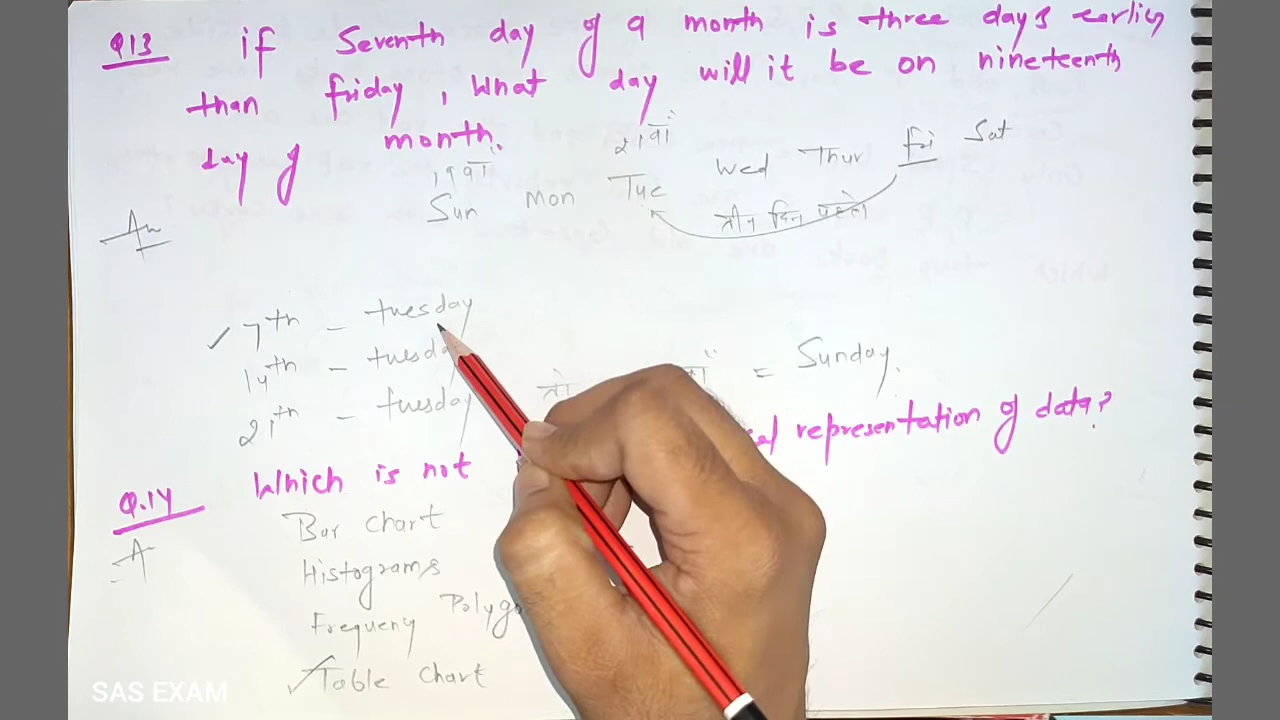 Q13 if Seventh day of a month is three days earlier
than friday, What day will it be on nineteenth
day of month.
19वां 21वां
Sun Mon Tue Wed Thur Fri Sat
तीन दिन पहले
An
7th - tuesday
14th - tuesday
21th - tuesday तो = Sunday.
Q.14 Which is not representation of data?
A Bar chart
Histograms
Frequeny
Table chart
SAS EXAM